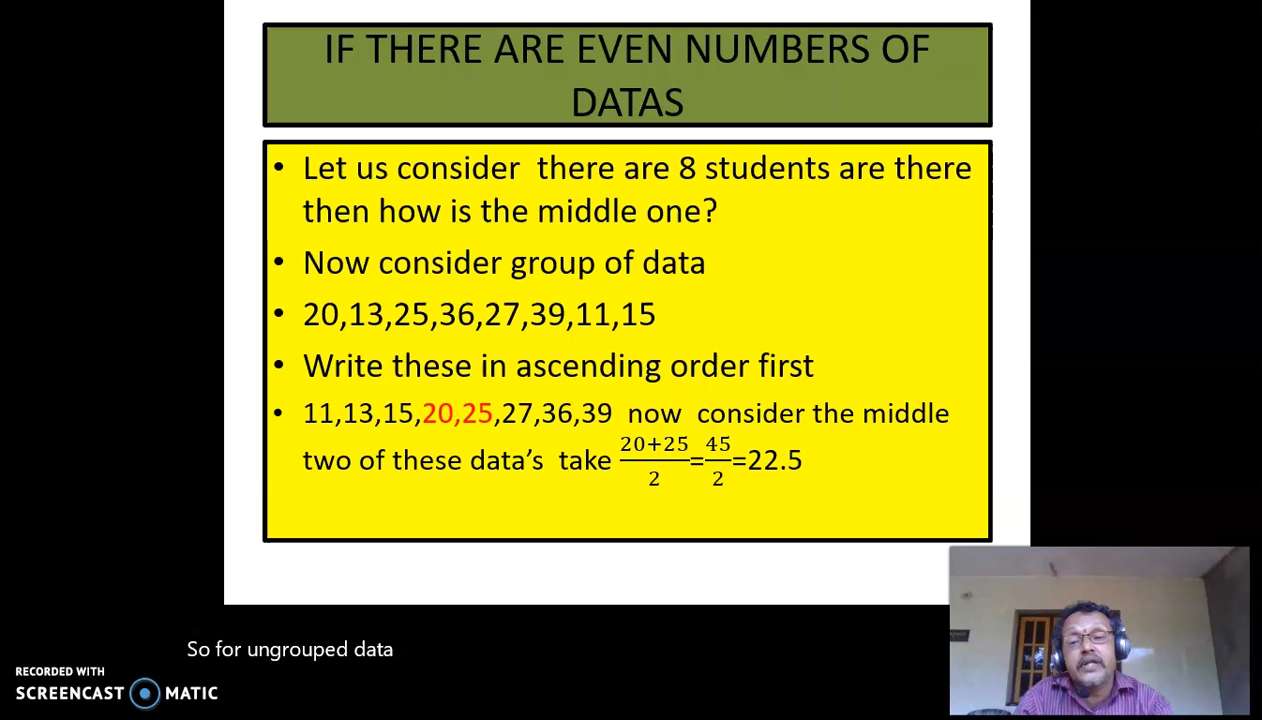 IF THERE ARE EVEN NUMBERS OF
DATAS
• Let us consider there are 8 students are there
then how is the middle one?
• Now consider group of data
• 20,13,25,36,27,39,11,15
• Write these in ascending order first
• 11,13,15,20,25,27,36,39 now consider the middle
two of these data's take \frac{20+25}{2}=\frac{45}{2}=22.5
So for ungrouped data
RECORDED WITH
SCREENCAST MATIC